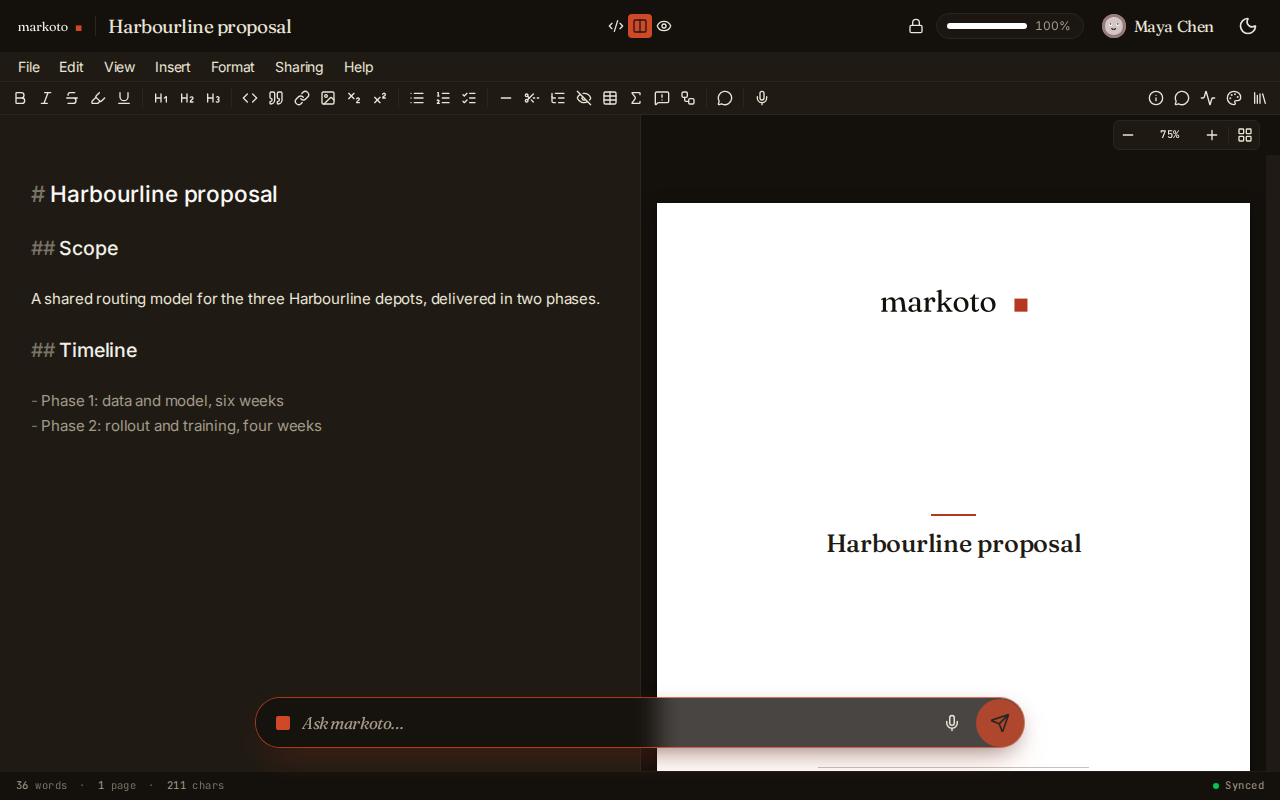 markoto
Harbourline proposal
100%
Maya Chen
File Edit View Insert Format Sharing Help
H1 H2 H3
75%
# Harbourline proposal
## Scope
A shared routing model for the three Harbourline depots, delivered in two phases.
## Timeline
- Phase 1: data and model, six weeks
- Phase 2: rollout and training, four weeks
markoto
Harbourline proposal
Ask markoto...
36 words · 1 page · 211 chars
Synced